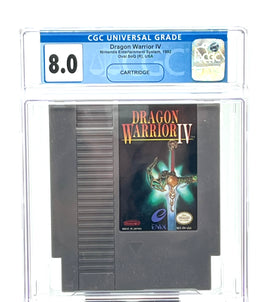 CGC UNIVERSAL GRADE
Dragon Warrior IV
Nintendo Entertainment System, 1992
Oval SOQ (R), USA
8.0
CARTRIDGE
DRAGON
WARRIOR IV
ENIX